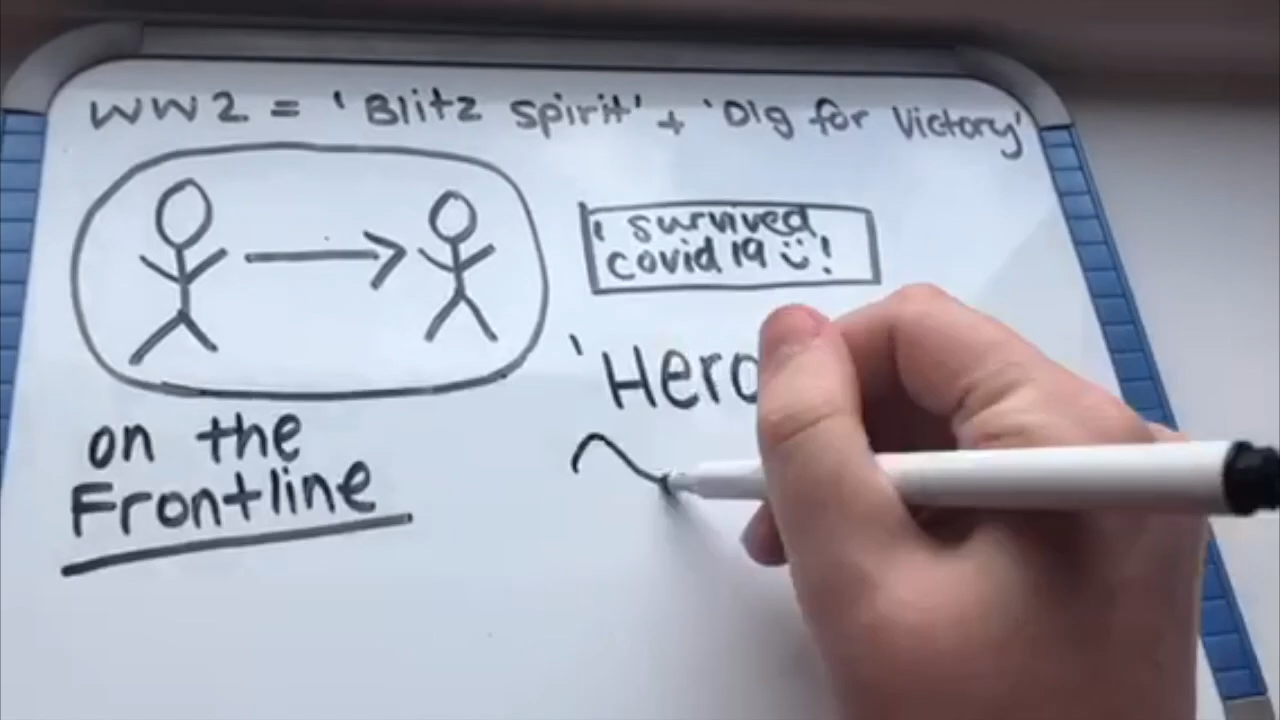 WW2 = 'Blitz Spirit' + 'Dig for Victory'
i survived
covid 19 !
on the
Frontline